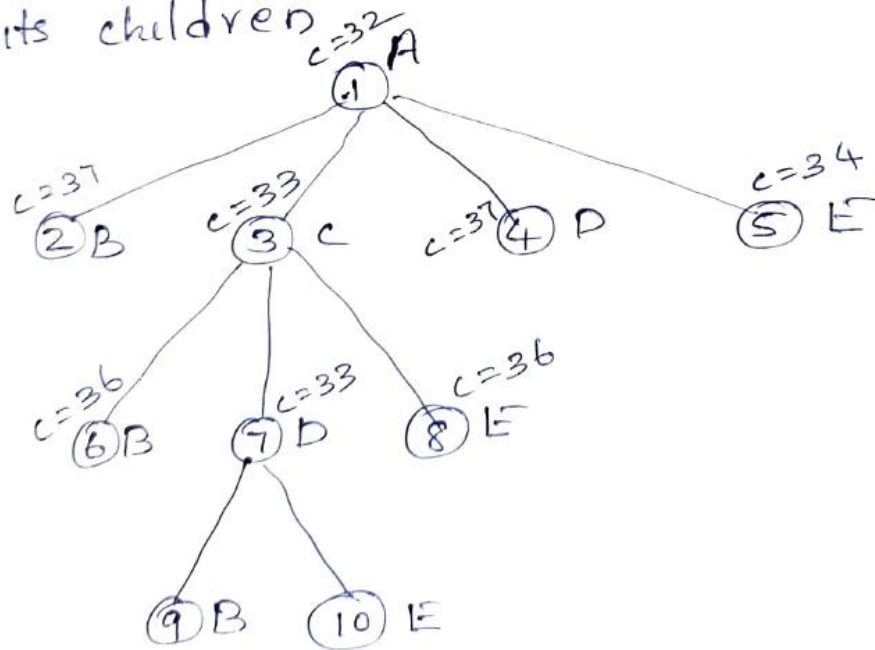 its children
c=32 A
1
c=37 c=33 c=37 c=34
2 B 3 C 4 D 5 E
c=36 c=33 c=36
6 B 7 D 8 E
9 B 10 E